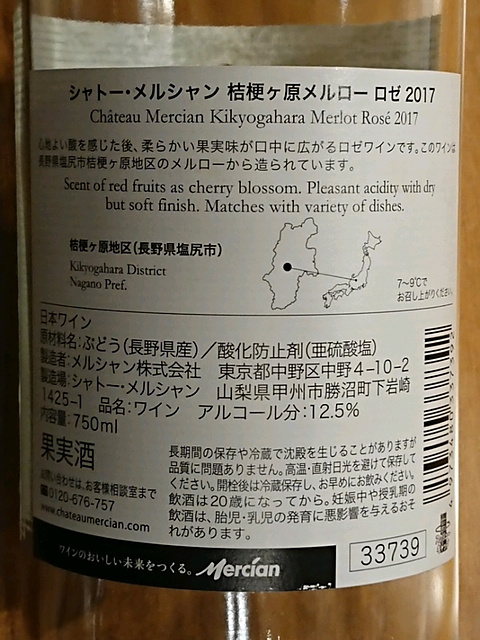 シャトー・メルシャン 桔梗ヶ原メルロー ロゼ 2017
Château Mercian Kikyogahara Merlot Rosé 2017
心地よい酸を感じた後、柔らかい果実味が口中に広がるロゼワインです。このワインは
長野県塩尻市桔梗ヶ原地区のメルローから造られています。
Scent of red fruits as cherry blossom. Pleasant acidity with dry
but soft finish. Matches with variety of dishes.
桔梗ヶ原地区(長野県塩尻市)
Kikyogahara District
Nagano Pref.
7~9℃で
お召し上がりください。
日本ワイン
原材料名:ぶどう(長野県産)/酸化防止剤(亜硫酸塩)
製造者:メルシャン株式会社 東京都中野区中野4-10-2
製造場:シャトー・メルシャン 山梨県甲州市勝沼町下岩崎
1425-1 品名:ワイン アルコール分:12.5%
内容量:750ml
果実酒
お問い合わせは、お客様相談室まで
0120-676-757
www.chateaumercian.com
長期間の保存や冷蔵で沈殿を生じることがありますが
品質に問題ありません。高温・直射日光を避けて保存して
ください。開栓後は冷蔵保存し、お早めにお飲みください。
飲酒は20歳になってから。妊娠中や授乳期の
飲酒は、胎児・乳児の発育に悪影響を与えるおそ
れがあります。
ワインのおいしい未来をつくる。 Mercian
33739